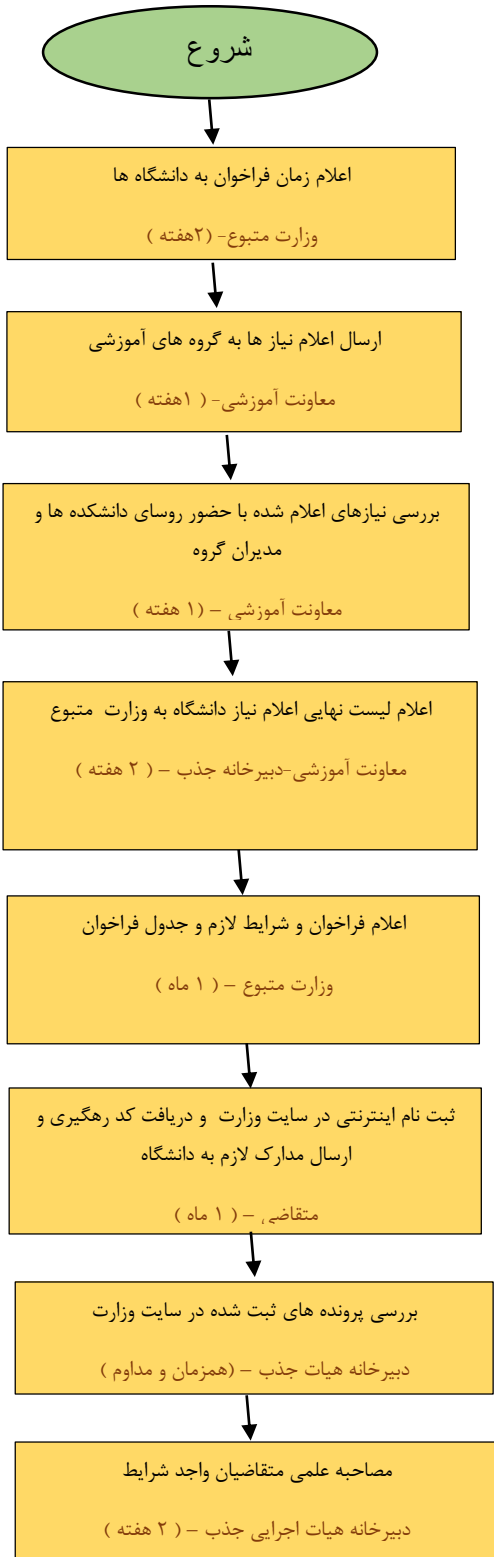 شروع
اعلام زمان فراخوان به دانشگاه ها
وزارت متبوع- (۲هفته )
ارسال اعلام نیاز ها به گروه های آموزشی
معاونت آموزشی- ( ۱هفته )
بررسی نیازهای اعلام شده با حضور روسای دانشکده ها و
مدیران گروه
معاونت آموزشی – (۱ هفته )
اعلام لیست نهایی اعلام نیاز دانشگاه به وزارت متبوع
معاونت آموزشی-دبیرخانه جذب – ( ۲ هفته )
اعلام فراخوان و شرایط لازم و جدول فراخوان
وزارت متبوع – ( ۱ ماه )
ثبت نام اینترنتی در سایت وزارت و دریافت کد رهگیری و
ارسال مدارک لازم به دانشگاه
متقاضی – ( ۱ ماه )
بررسی پرونده های ثبت شده در سایت وزارت
دبیرخانه هیات جذب – (همزمان و مداوم )
مصاحبه علمی متقاضیان واجد شرایط
دبیرخانه هیات اجرایی جذب – ( ۲ هفته )